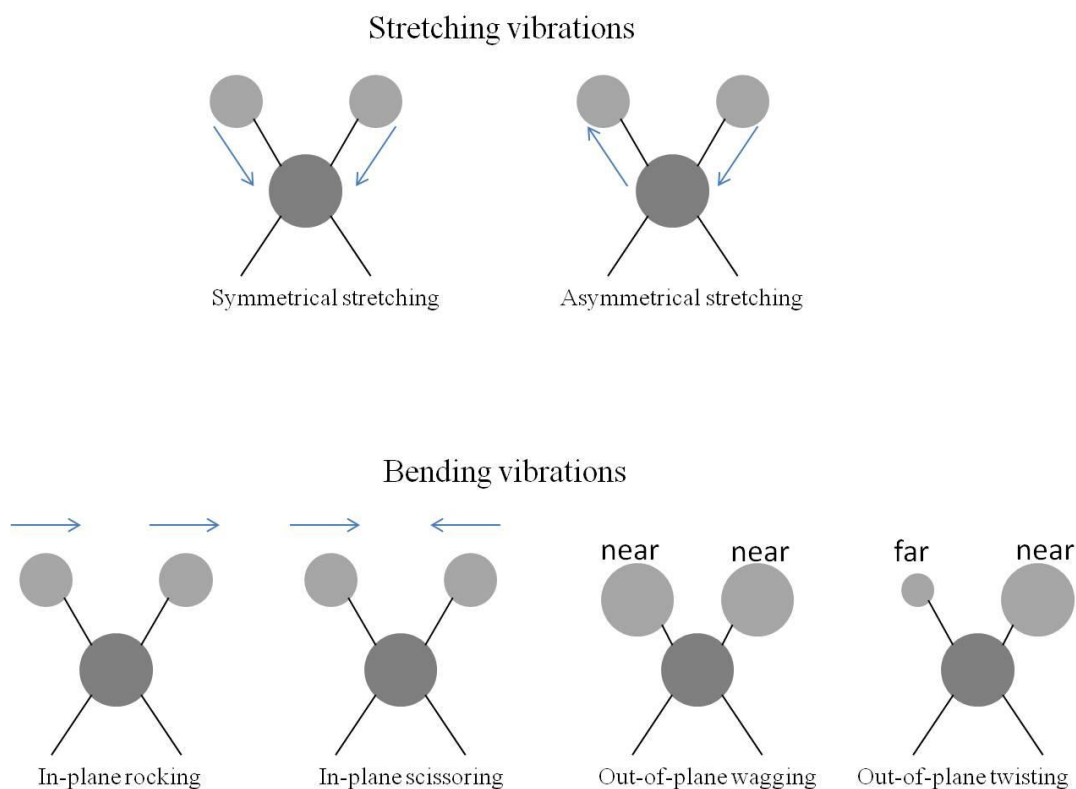 Stretching vibrations
Symmetrical stretching
Asymmetrical stretching
Bending vibrations
near
near
far
near
In-plane rocking
In-plane scissoring
Out-of-plane wagging
Out-of-plane twisting